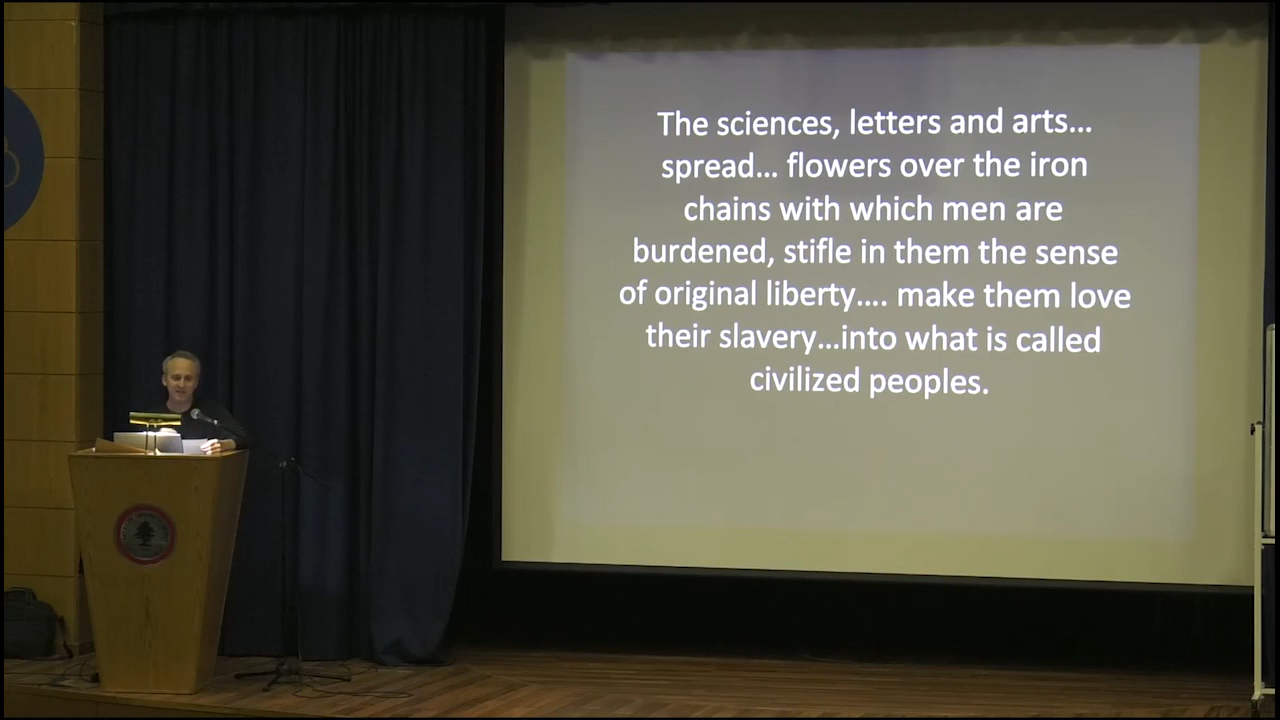 The sciences, letters and arts…
spread… flowers over the iron
chains with which men are
burdened, stifle in them the sense
of original liberty…. make them love
their slavery…into what is called
civilized peoples.